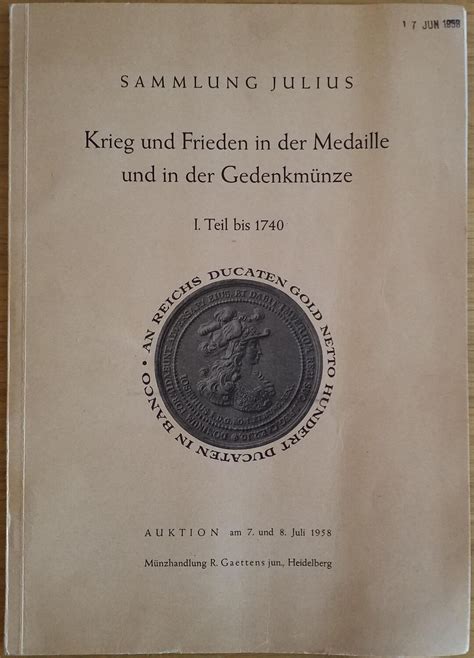 17 JUN 1958
SAMMLUNG JULIUS
Krieg und Frieden in der Medaille
und in der Gedenkmünze
I. Teil bis 1740
· AN REICHS DUCATEN GOLD NETTO HUNDERT DUCATEN IN BANCO
AUKTION am 7. und 8. Juli 1958
Münzhandlung R. Gaettens jun., Heidelberg